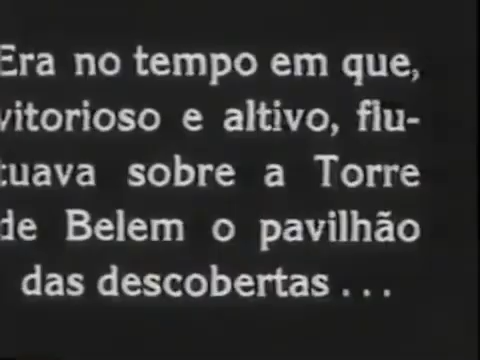 Era no tempo em que,
vitorioso e altivo, flu-
tuava sobre a Torre
de Belem o pavilhão
das descobertas...